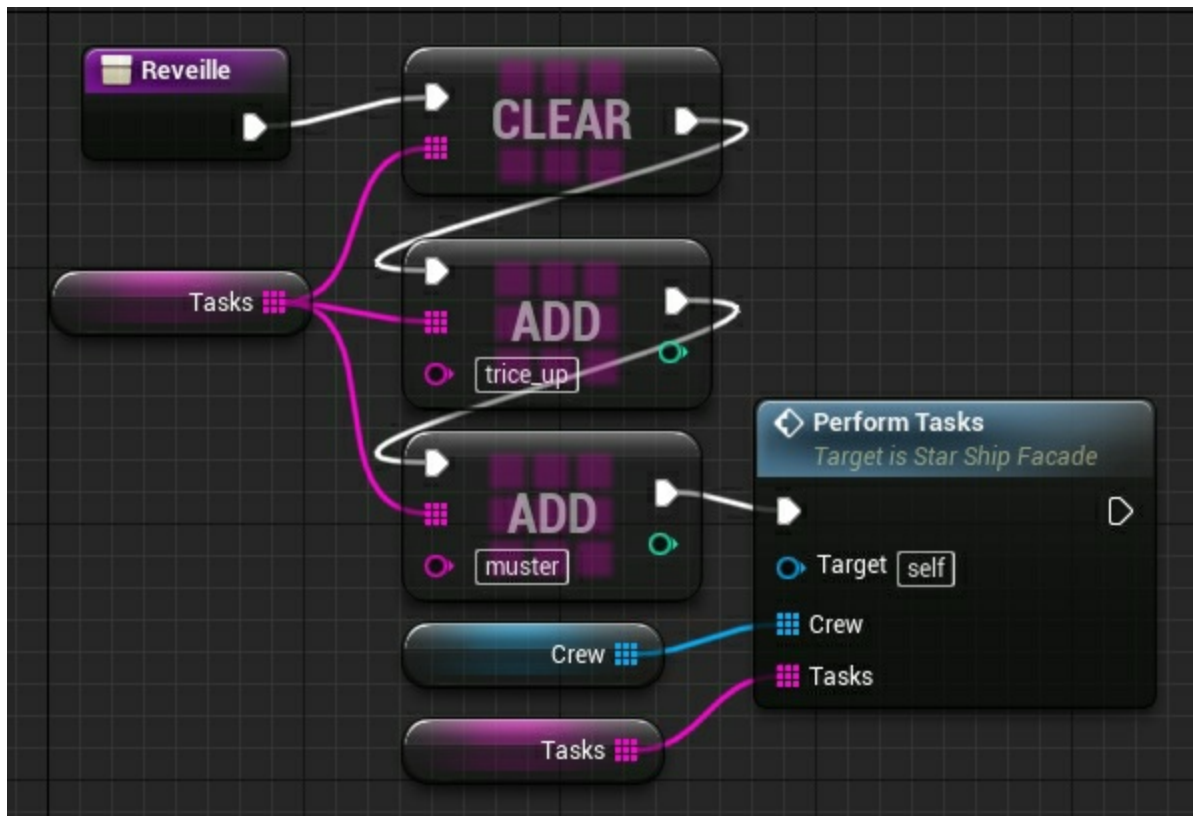 Reveille
CLEAR
Tasks
ADD
trice_up
ADD
muster
Perform Tasks
Target is Star Ship Facade
Target self
Crew
Tasks
Crew
Tasks